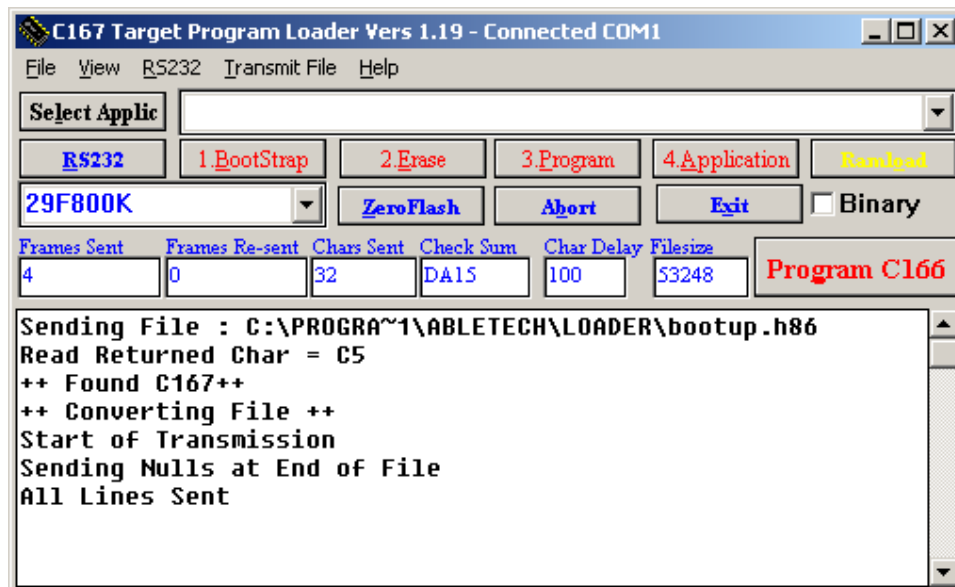 C167 Target Program Loader Vers 1.19 - Connected COM1
File View RS232 Transmit File Help
Select Applic
RS232 1.BootStrap 2.Erase 3.Program 4.Application Ramload
29F800K ZeroFlash Abort Exit Binary
Frames Sent Frames Re-sent Chars Sent Check Sum Char Delay Filesize
4 0 32 DA15 100 53248 Program C166
Sending File : C:\PROGRA~1\ABLETECH\LOADER\bootup.h86
Read Returned Char = C5
++ Found C167++
++ Converting File ++
Start of Transmission
Sending Nulls at End of File
All Lines Sent